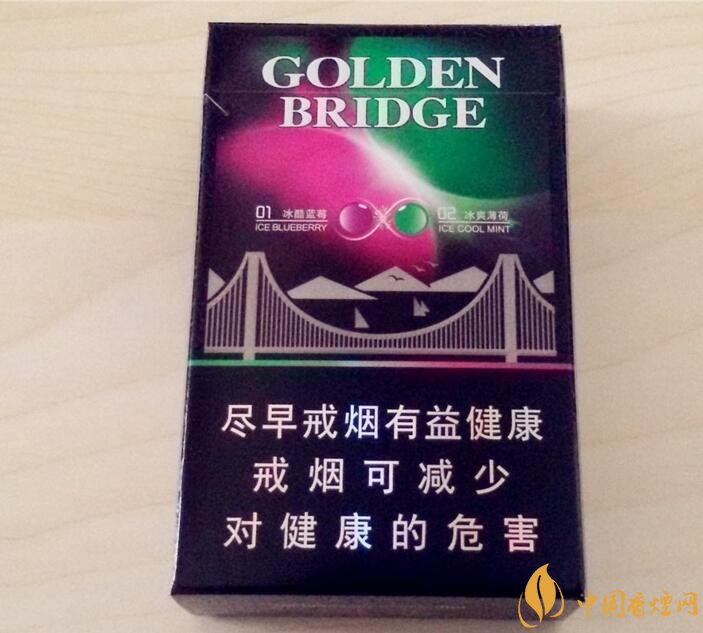 GOLDEN
BRIDGE
01 冰酷蓝莓
ICE BLUEBERRY
02 冰爽薄荷
ICE COOL MINT
尽早戒烟有益健康
戒烟可减少
对健康的危害
中国香烟网